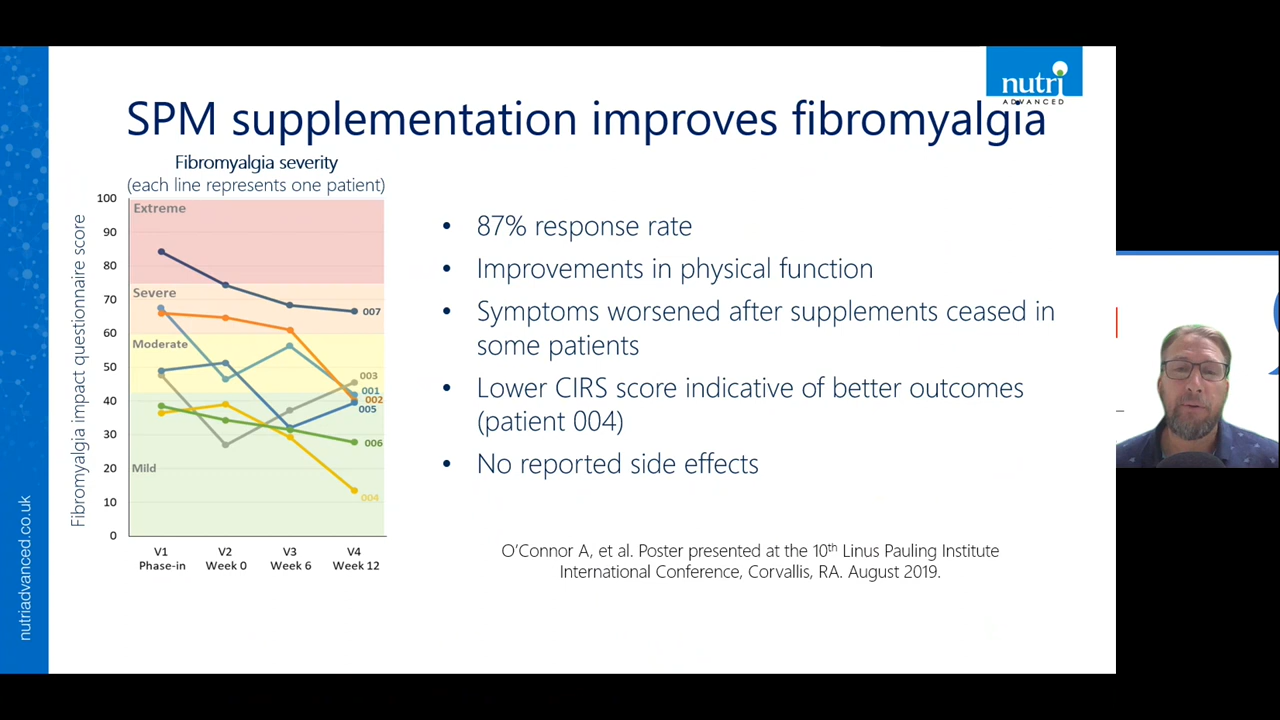 nutri
ADVANCED
SPM supplementation improves fibromyalgia
Fibromyalgia severity
(each line represents one patient)
Fibromyalgia impact questionnaire score
100
90
80
70
60
50
40
30
20
10
0
Extreme
Severe
Moderate
Mild
007
003
001
002
005
006
004
V1
Phase-in
V2
Week 0
V3
Week 6
V4
Week 12
• 87% response rate
• Improvements in physical function
• Symptoms worsened after supplements ceased in
some patients
• Lower CIRS score indicative of better outcomes
(patient 004)
• No reported side effects
O'Connor A, et al. Poster presented at the 10th Linus Pauling Institute
International Conference, Corvallis, RA. August 2019.
nutriadvanced.co.uk